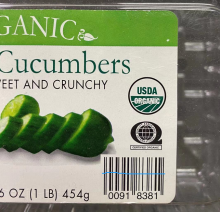 GANIC
Cucumbers
EET AND CRUNCHY
USDA
ORGANIC
6 OZ (1 LB) 454g
0091 8381